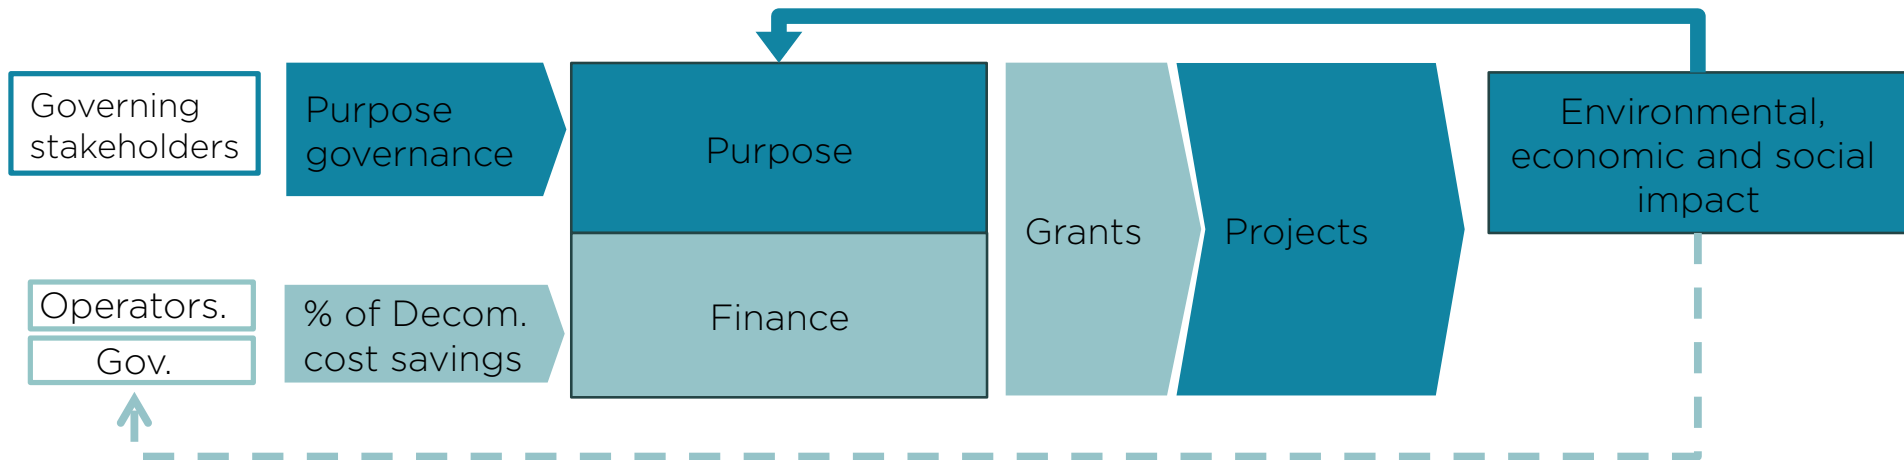 Governing
stakeholders
Purpose
governance
Purpose
Operators.
Gov.
% of Decom.
cost savings
Finance
Grants
Projects
Environmental,
economic and social
impact